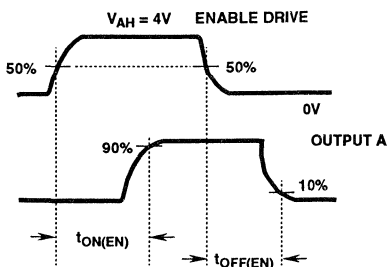 V_AH = 4V ENABLE DRIVE
50% 50%
0V
OUTPUT A
90%
10%
t_ON(EN) t_OFF(EN)